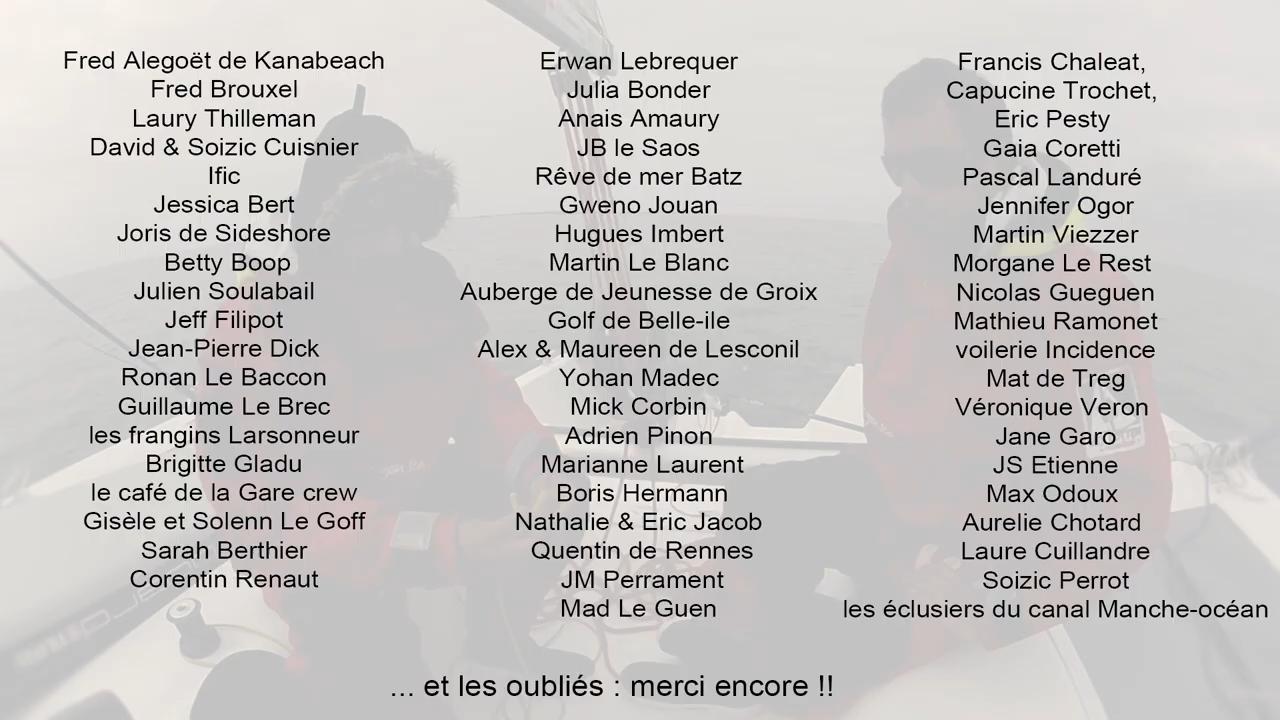 Fred Alegoët de Kanabeach
Fred Brouxel
Laury Thilleman
David & Soizic Cuisnier
Ific
Jessica Bert
Joris de Sideshore
Betty Boop
Julien Soulabail
Jeff Filipot
Jean-Pierre Dick
Ronan Le Baccon
Guillaume Le Brec
les frangins Larsonneur
Brigitte Gladu
le café de la Gare crew
Gisèle et Solenn Le Goff
Sarah Berthier
Corentin Renaut
Erwan Lebrequer
Julia Bonder
Anais Amaury
JB le Saos
Rêve de mer Batz
Gweno Jouan
Hugues Imbert
Martin Le Blanc
Auberge de Jeunesse de Groix
Golf de Belle-ile
Alex & Maureen de Lesconil
Yohan Madec
Mick Corbin
Adrien Pinon
Marianne Laurent
Boris Hermann
Nathalie & Eric Jacob
Quentin de Rennes
JM Perrament
Mad Le Guen
Francis Chaleat,
Capucine Trochet,
Eric Pesty
Gaia Coretti
Pascal Landuré
Jennifer Ogor
Martin Viezzer
Morgane Le Rest
Nicolas Gueguen
Mathieu Ramonet
voilerie Incidence
Mat de Treg
Véronique Veron
Jane Garo
JS Etienne
Max Odoux
Aurelie Chotard
Laure Cuillandre
Soizic Perrot
les éclusiers du canal Manche-océan
... et les oubliés : merci encore !!